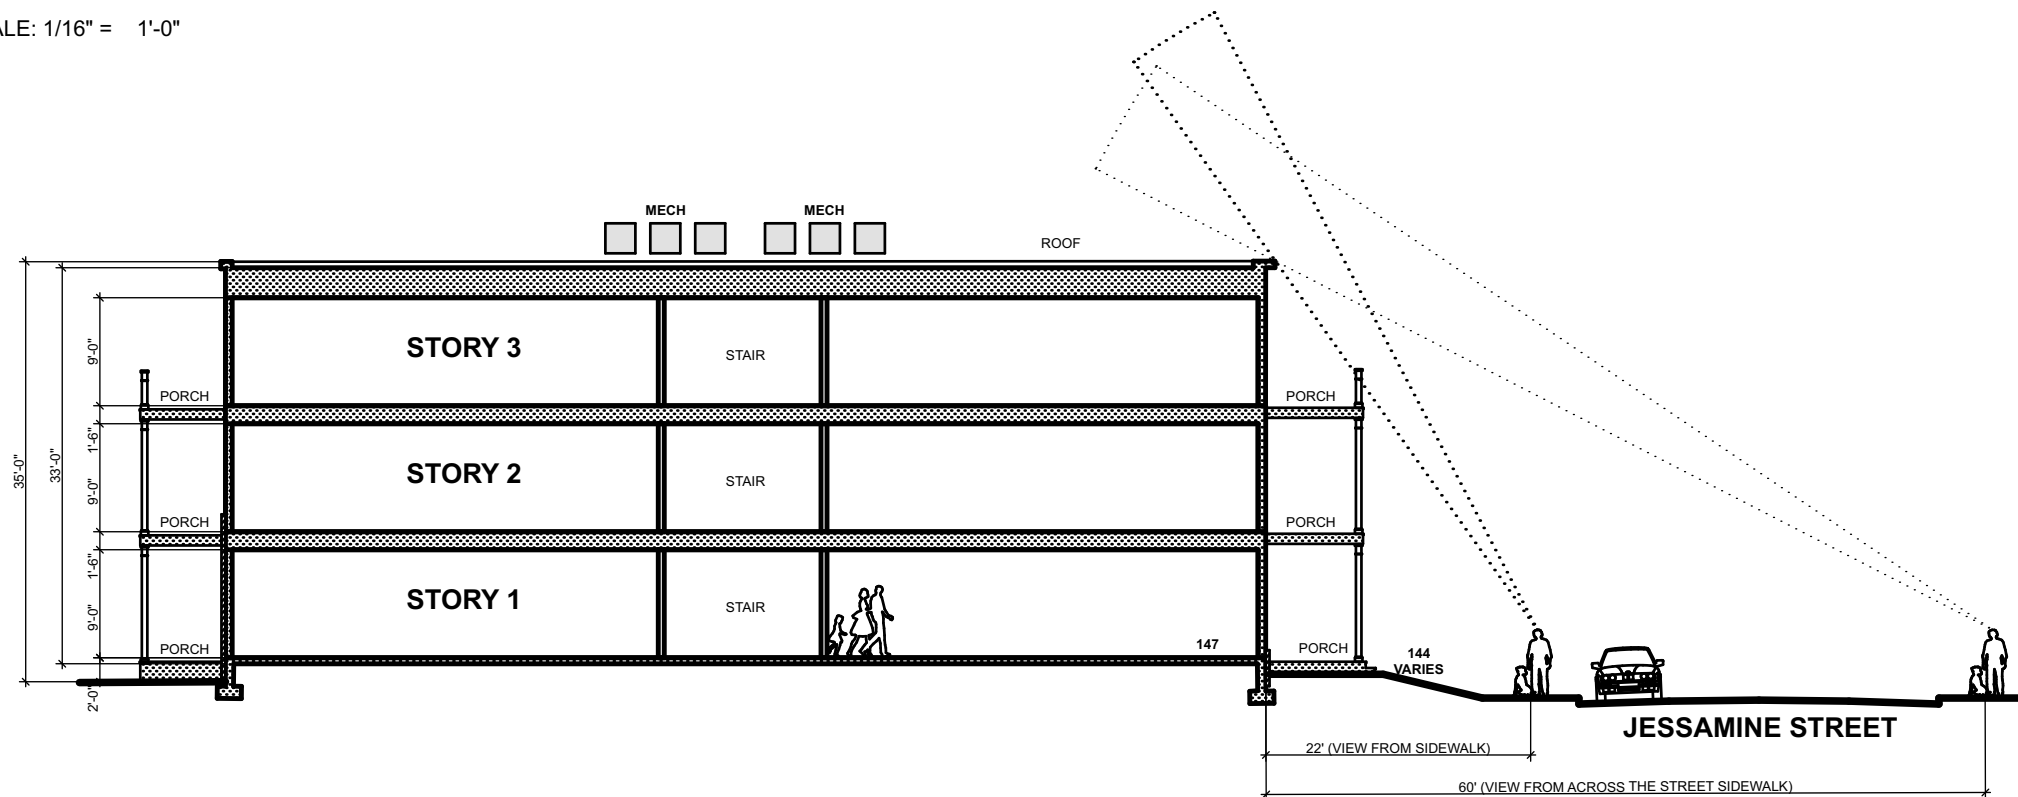 ALE: 1/16" = 1'-0"
MECH MECH
ROOF
STORY 3 STAIR
9'-0"
PORCH PORCH
1'-6"
35'-0"
33'-0"
STORY 2 STAIR
9'-0"
PORCH PORCH
1'-6"
STORY 1 STAIR
9'-0"
PORCH 147 PORCH 144
VARIES
2'-0"
JESSAMINE STREET
22' (VIEW FROM SIDEWALK)
60' (VIEW FROM ACROSS THE STREET SIDEWALK)